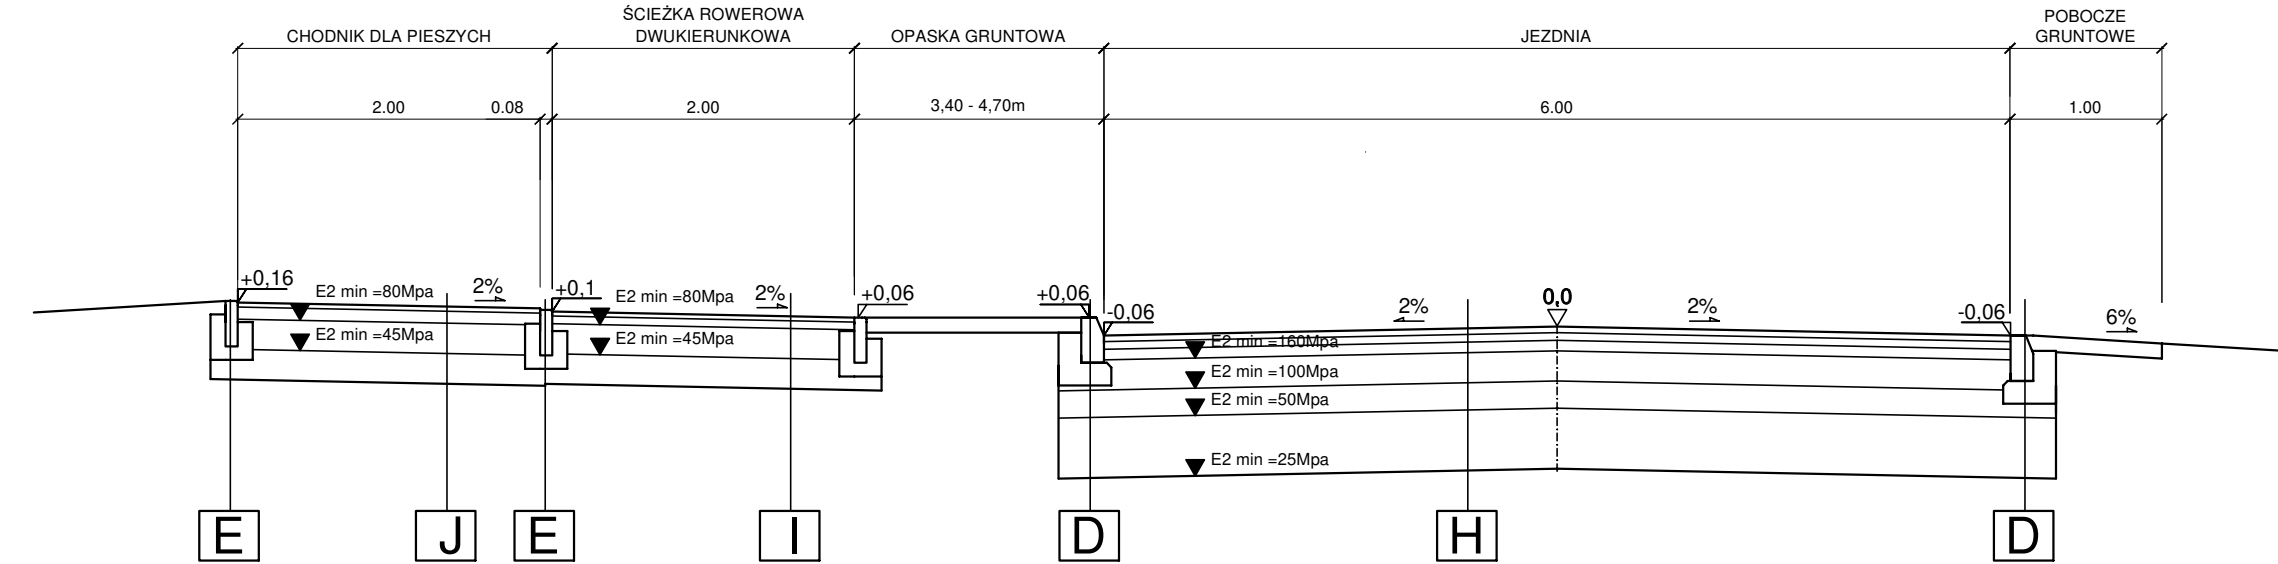 ŚCIEŻKA ROWEROWA
POBOCZE
CHODNIK DLA PIESZYCH
DWUKIERUNKOWA
OPASKA GRUNTOWA
JEZDNIA
GRUNTOWE
2.00
0.08
2.00
3,40 - 4,70m
6.00
1.00
+0,16
E2 min =80Mpa
2%
+0,1
E2 min =80Mpa
2%
+0,06
+0,06
-0,06
2%
0,0
2%
-0,06
6%
E2 min =45Mpa
E2 min =45Mpa
E2 min =160Mpa
E2 min =100Mpa
E2 min =50Mpa
E2 min =25Mpa
E
J
E
I
D
H
D